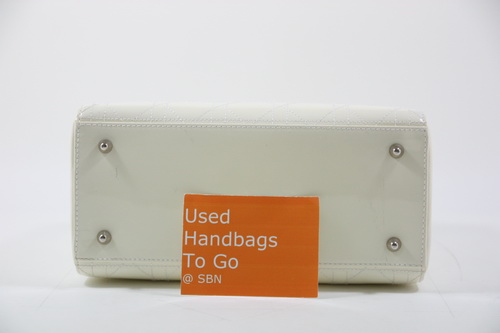 Used
Handbags
To Go
@ SBN